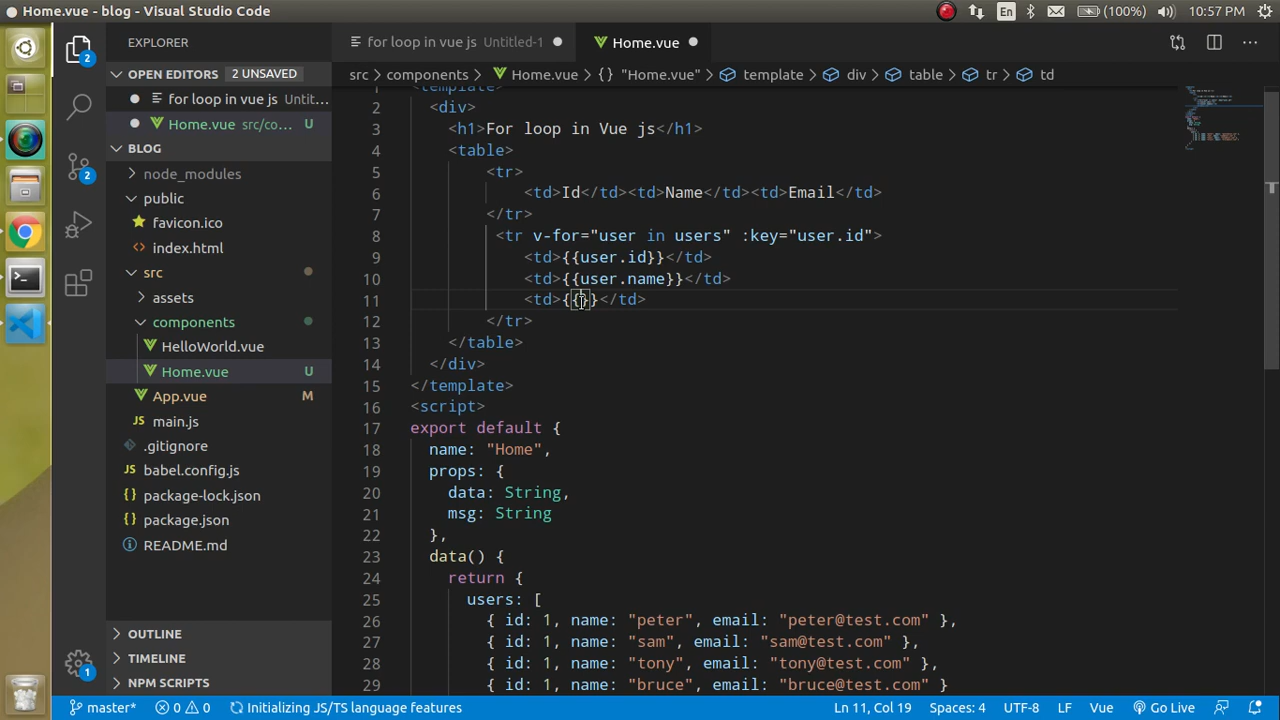 Home.vue - blog - Visual Studio Code
En
(100%)
10:57 PM
EXPLORER
for loop in vue js Untitled-1
Home.vue
2
OPEN EDITORS 2 UNSAVED
src > components > Home.vue > {} "Home.vue" > template > div > table > tr > td
for loop in vue js Untit...
Home.vue src/co... U
BLOG
node_modules
public
favicon.ico
index.html
src
assets
components
HelloWorld.vue
Home.vue U
App.vue M
main.js
.gitignore
babel.config.js
package-lock.json
package.json
README.md
OUTLINE
TIMELINE
NPM SCRIPTS
2
1
1 <template>
2 <div>
3 <h1>For loop in Vue js</h1>
4 <table>
5 <tr>
6 <td>Id</td><td>Name</td><td>Email</td>
7 </tr>
8 <tr v-for="user in users" :key="user.id">
9 <td>{{user.id}}</td>
10 <td>{{user.name}}</td>
11 <td>{{}}</td>
12 </tr>
13 </table>
14 </div>
15 </template>
16 <script>
17 export default {
18 name: "Home",
19 props: {
20 data: String,
21 msg: String
22 },
23 data() {
24 return {
25 users: [
26 { id: 1, name: "peter", email: "peter@test.com" },
27 { id: 1, name: "sam", email: "sam@test.com" },
28 { id: 1, name: "tony", email: "tony@test.com" },
29 { id: 1, name: "bruce", email: "bruce@test.com" }
master* 0 0 Initializing JS/TS language features
Ln 11, Col 19 Spaces: 4 UTF-8 LF Vue Go Live